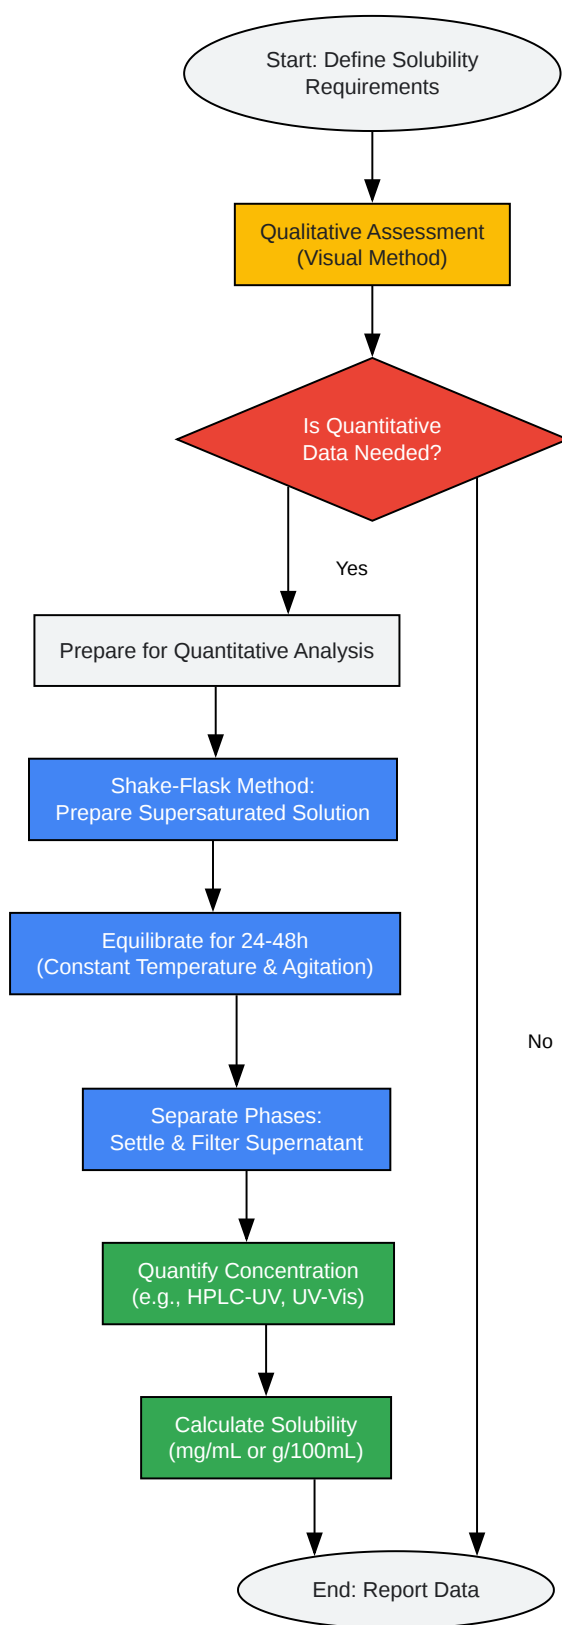 Start: Define Solubility
Requirements
Qualitative Assessment
(Visual Method)
Is Quantitative
Data Needed?
Yes
Prepare for Quantitative Analysis
Shake-Flask Method:
Prepare Supersaturated Solution
Equilibrate for 24-48h
(Constant Temperature & Agitation)
No
Separate Phases:
Settle & Filter Supernatant
Quantify Concentration
(e.g., HPLC-UV, UV-Vis)
Calculate Solubility
(mg/mL or g/100mL)
End: Report Data